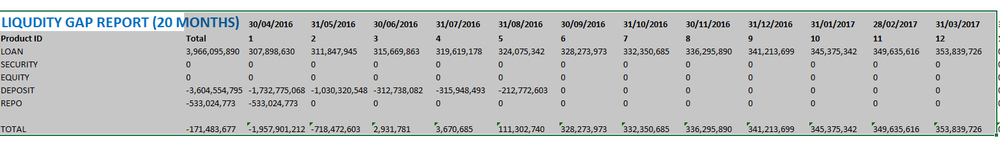 LIQUDITY GAP REPORT (20 MONTHS) 30/04/2016 31/05/2016 30/06/2016 31/07/2016 31/08/2016 30/09/2016 31/10/2016 30/11/2016 31/12/2016 31/01/2017 28/02/2017 31/03/2017
Product ID Total 1 2 3 4 5 6 7 8 9 10 11 12
LOAN 3,966,095,890 307,898,630 311,847,945 315,669,863 319,619,178 324,075,342 328,273,973 332,350,685 336,295,890 341,213,699 345,375,342 349,635,616 353,839,726
SECURITY 0 0 0 0 0 0 0 0 0 0 0 0 0
EQUITY 0 0 0 0 0 0 0 0 0 0 0 0 0
DEPOSIT -3,604,554,795 -1,732,775,068 -1,030,320,548 -312,738,082 -315,948,493 -212,772,603 0 0 0 0 0 0 0
REPO -533,024,773 -533,024,773 0 0 0 0 0 0 0 0 0 0 0
TOTAL -171,483,677 -1,957,901,212 -718,472,603 2,931,781 3,670,685 111,302,740 328,273,973 332,350,685 336,295,890 341,213,699 345,375,342 349,635,616 353,839,726